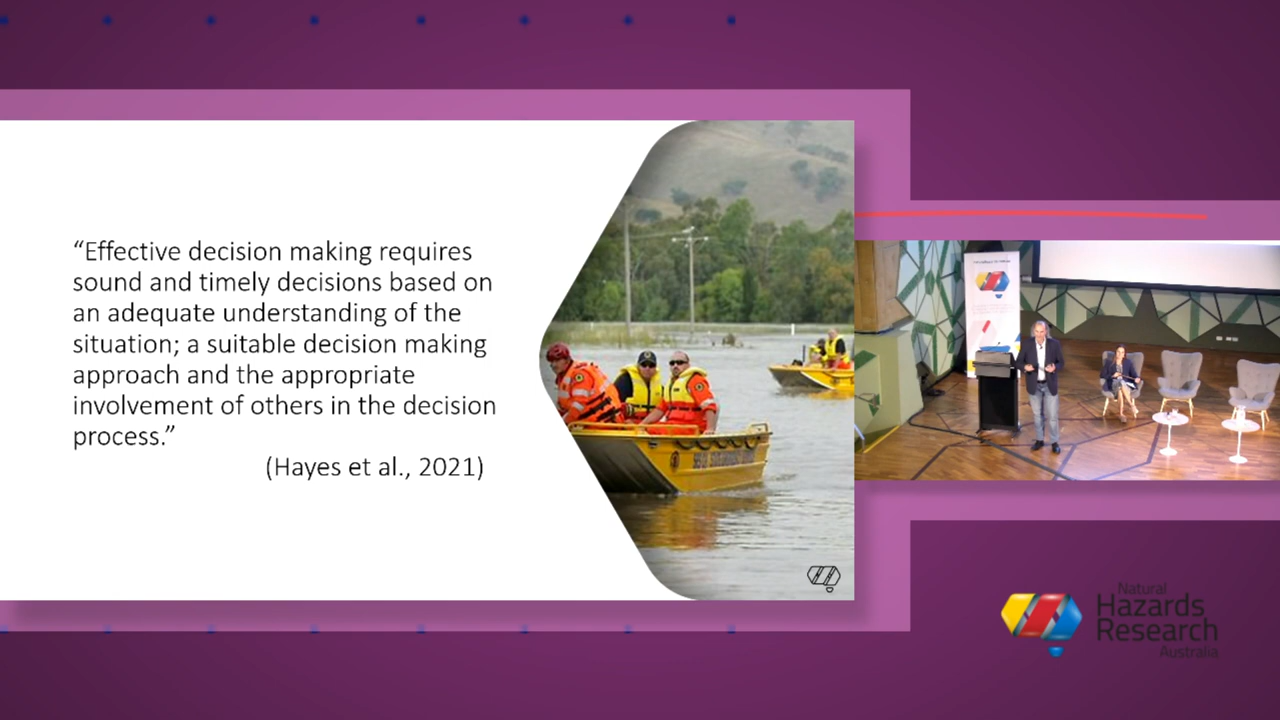 “Effective decision making requires
sound and timely decisions based on
an adequate understanding of the
situation; a suitable decision making
approach and the appropriate
involvement of others in the decision
process.”
(Hayes et al., 2021)
Natural
Hazards
Research
Australia